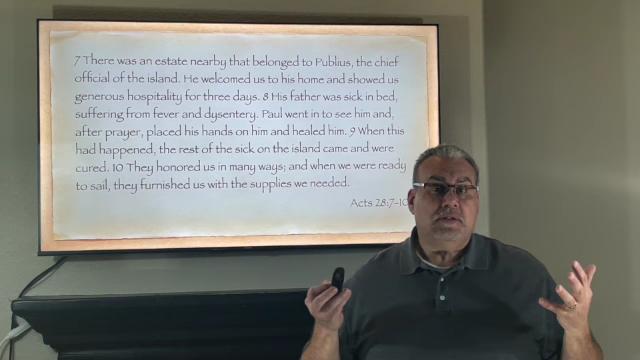 7 There was an estate nearby that belonged to Publius, the chief
official of the island. He welcomed us to his home and showed us
generous hospitality for three days. 8 His father was sick in bed,
suffering from fever and dysentery. Paul went in to see him and,
after prayer, placed his hands on him and healed him. 9 When this
had happened, the rest of the sick on the island came and were
cured. 10 They honored us in many ways; and when we were ready
to sail, they furnished us with the supplies we needed.
Acts 28:7-10